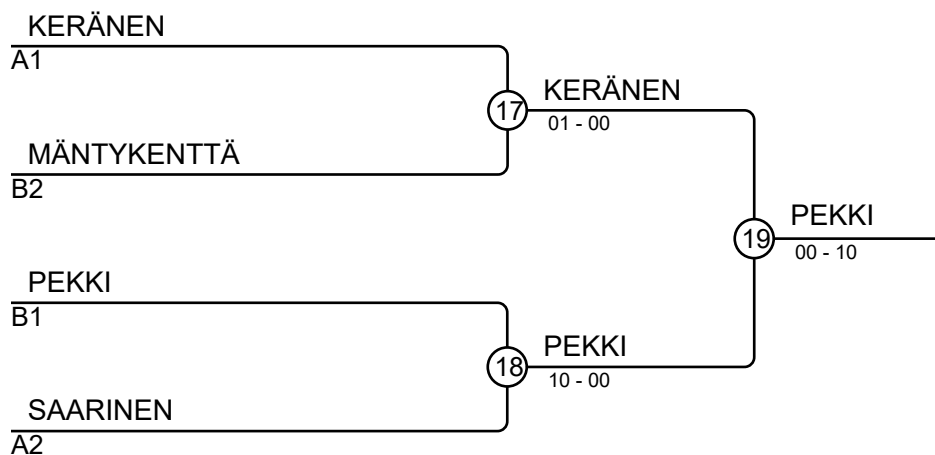 KERÄNEN
A1
17
KERÄNEN
01 - 00
MÄNTYKENTTÄ
B2
19
PEKKI
00 - 10
PEKKI
B1
18
PEKKI
10 - 00
SAARINEN
A2